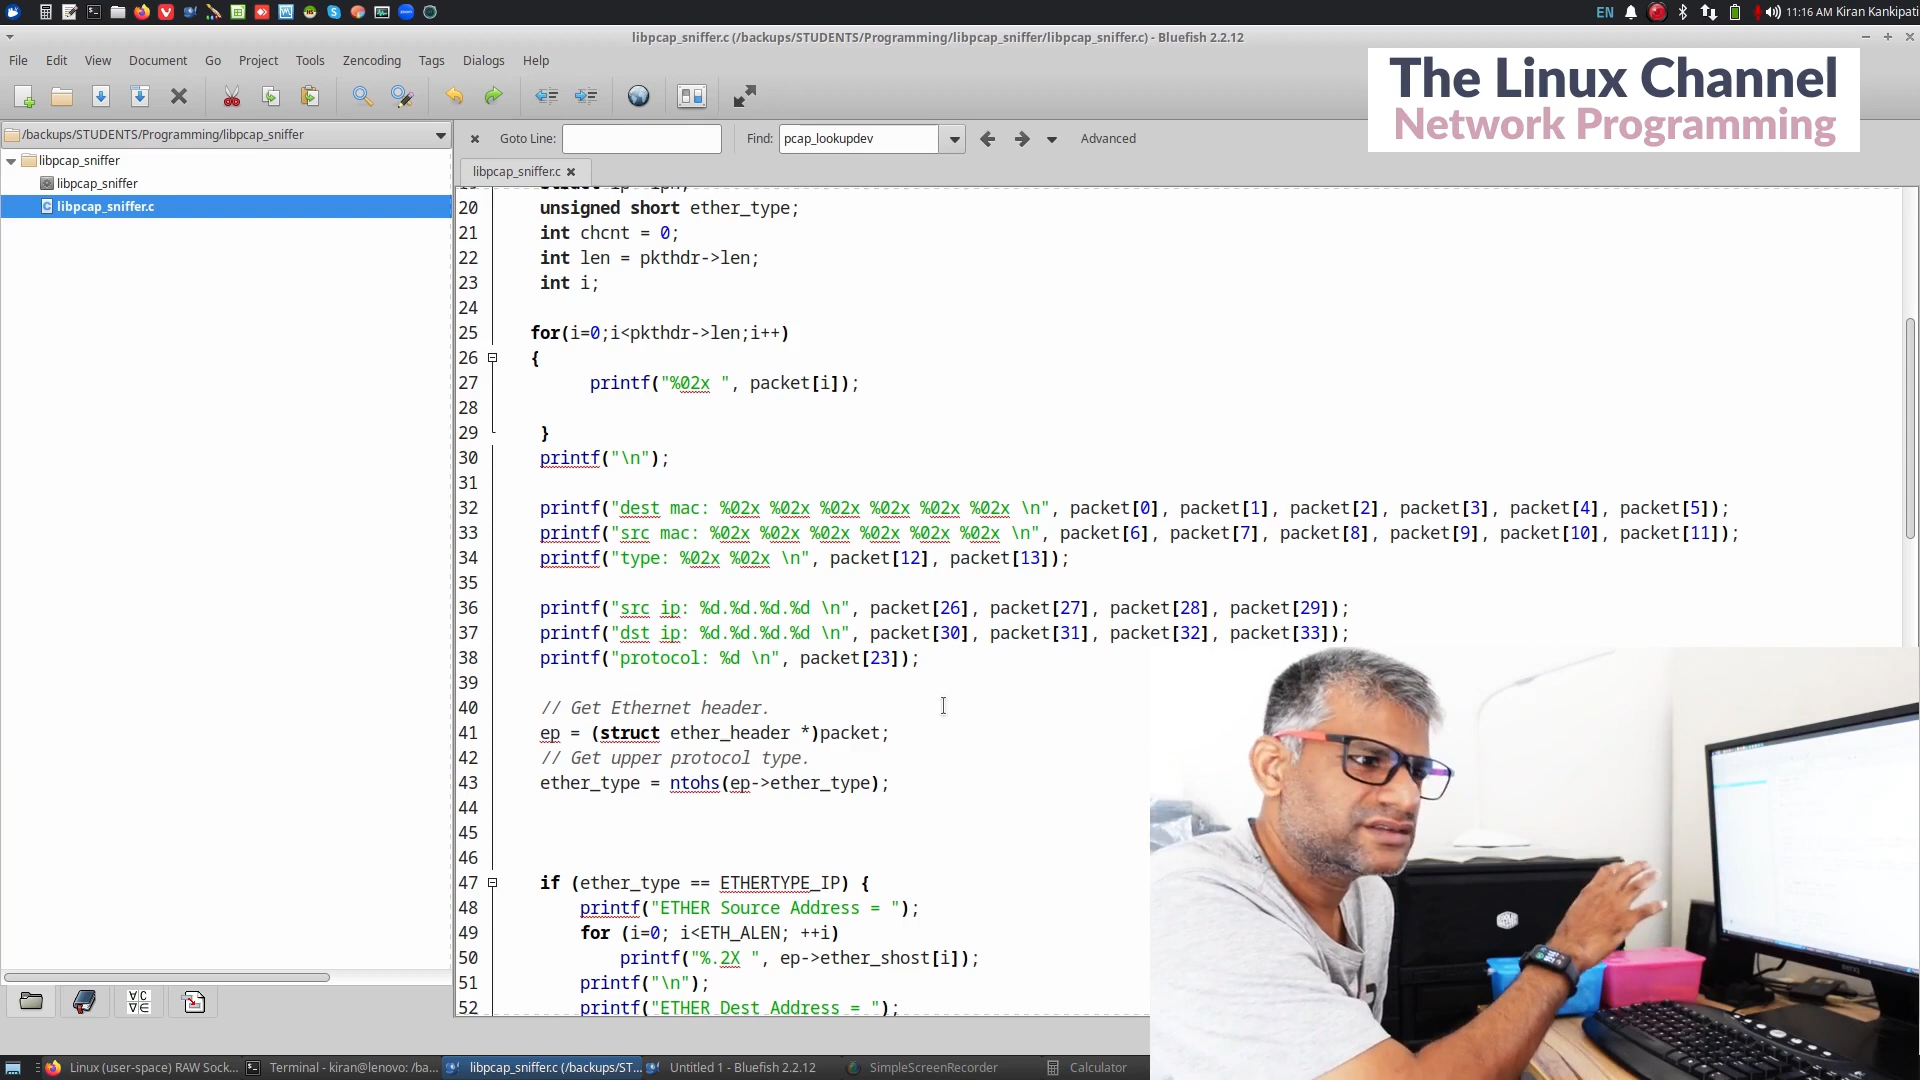 EN
11:16 AM Kiran Kankipati
libpcap_sniffer.c (/backups/STUDENTS/Programming/libpcap_sniffer/libpcap_sniffer.c) - Bluefish 2.2.12
File Edit View Document Go Project Tools Zencoding Tags Dialogs Help
The Linux Channel
Network Programming
/backups/STUDENTS/Programming/libpcap_sniffer
Goto Line:
Find: pcap_lookupdev
Advanced
libpcap_sniffer
libpcap_sniffer
libpcap_sniffer.c
libpcap_sniffer.c
20 unsigned short ether_type;
21 int chcnt = 0;
22 int len = pkthdr->len;
23 int i;
24
25 for(i=0;i<pkthdr->len;i++)
26 {
27 printf("%02x ", packet[i]);
28
29 }
30 printf("\n");
31
32 printf("dest mac: %02x %02x %02x %02x %02x %02x \n", packet[0], packet[1], packet[2], packet[3], packet[4], packet[5]);
33 printf("src mac: %02x %02x %02x %02x %02x %02x \n", packet[6], packet[7], packet[8], packet[9], packet[10], packet[11]);
34 printf("type: %02x %02x \n", packet[12], packet[13]);
35
36 printf("src ip: %d.%d.%d.%d \n", packet[26], packet[27], packet[28], packet[29]);
37 printf("dst ip: %d.%d.%d.%d \n", packet[30], packet[31], packet[32], packet[33]);
38 printf("protocol: %d \n", packet[23]);
39
40 // Get Ethernet header.
41 ep = (struct ether_header *)packet;
42 // Get upper protocol type.
43 ether_type = ntohs(ep->ether_type);
44
45
46
47 if (ether_type == ETHERTYPE_IP) {
48 printf("ETHER Source Address = ");
49 for (i=0; i<ETH_ALEN; ++i)
50 printf("%.2X ", ep->ether_shost[i]);
51 printf("\n");
52 printf("ETHER Dest Address = ");
Linux (user-space) RAW Sock...
Terminal - kiran@lenovo: /ba...
libpcap_sniffer.c (/backups/ST...
Untitled 1 - Bluefish 2.2.12
SimpleScreenRecorder
Calculator